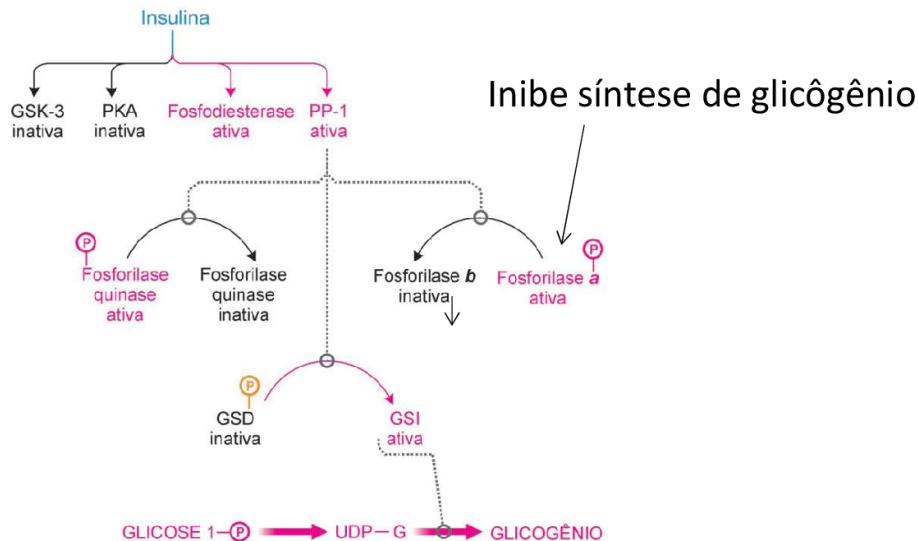 Insulina
GSK-3 inativa
PKA inativa
Fosfodiesterase ativa
PP-1 ativa
Inibe síntese de glicôgênio
P
Fosforilase quinase ativa
Fosforilase quinase inativa
Fosforilase b inativa
P
Fosforilase a ativa
P
GSD inativa
GSI ativa
GLICOSE 1–P
UDP–G
GLICOGÊNIO